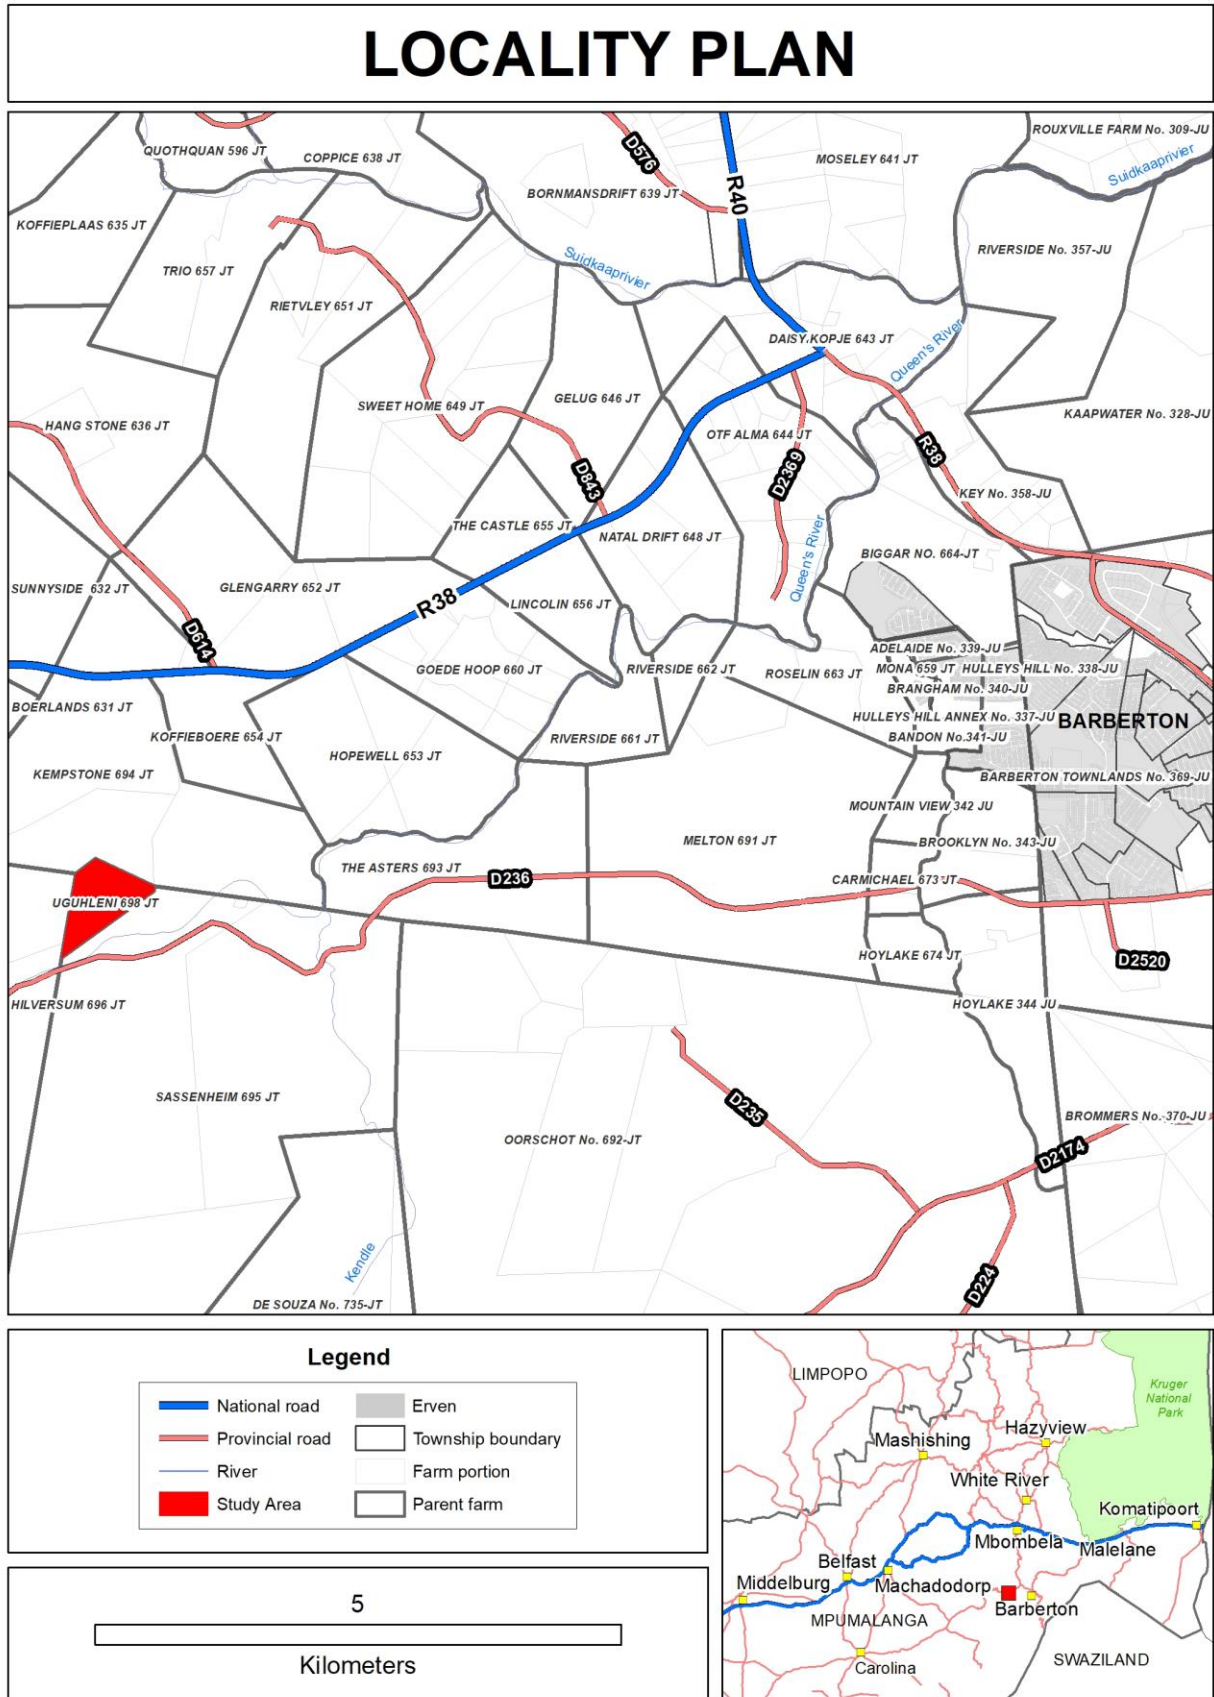 LOCALITY PLAN
ROUXVILLE FARM No. 309-JU
QUOTHQUAN 596 JT
COPPICE 638 JT
D576
MOSELEY 641 JT
Suidkaaprivier
BORNMANSDRIFT 639 JT
R40
KOFFIEPLAAS 635 JT
RIVERSIDE No. 357-JU
TRIO 657 JT
Suidkaaprivier
RIETVLEY 651 JT
DAISY KOPJE 643 JT
Queen's River
SWEET HOME 649 JT
GELUG 646 JT
KAAPWATER No. 328-JU
HANG STONE 636 JT
OTF ALMA 644 JT
R38
D843
D2369
KEY No. 358-JU
THE CASTLE 655 JT
NATAL DRIFT 648 JT
BIGGAR NO. 664-JT
Queen's River
SUNNYSIDE 632 JT
GLENGARRY 652 JT
R38
LINCOLIN 656 JT
D614
ADELAIDE No. 339-JU
GOEDE HOOP 660 JT
RIVERSIDE 662 JT
ROSELIN 663 JT
MONA 659 JT
HULLEYS HILL No. 338-JU
BRANGHAM No. 340-JU
BOERLANDS 631 JT
HULLEYS HILL ANNEX No. 337-JU
BARBERTON
KOFFIEBOERE 654 JT
RIVERSIDE 661 JT
BANDON No.341-JU
HOPEWELL 653 JT
KEMPSTONE 694 JT
BARBERTON TOWNLANDS No. 369-JU
MOUNTAIN VIEW 342 JU
MELTON 691 JT
BROOKLYN No. 343-JU
THE ASTERS 693 JT
D236
CARMICHAEL 673 JT
UGUHLENI 698 JT
HOYLAKE 674 JT
D2520
HILVERSUM 696 JT
HOYLAKE 344 JU
SASSENHEIM 695 JT
D235
BROMMERS No. 370-JU
OORSCHOT No. 692-JT
D2174
Kendle
D224
DE SOUZA No. 735-JT
Legend
National road
Erven
Provincial road
Township boundary
River
Farm portion
Study Area
Parent farm
5
Kilometers
LIMPOPO
Kruger
National
Park
Hazyview
Mashishing
White River
Komatipoort
Mbombela
Malelane
Belfast
Middelburg
Machadodorp
Barberton
MPUMALANGA
SWAZILAND
Carolina